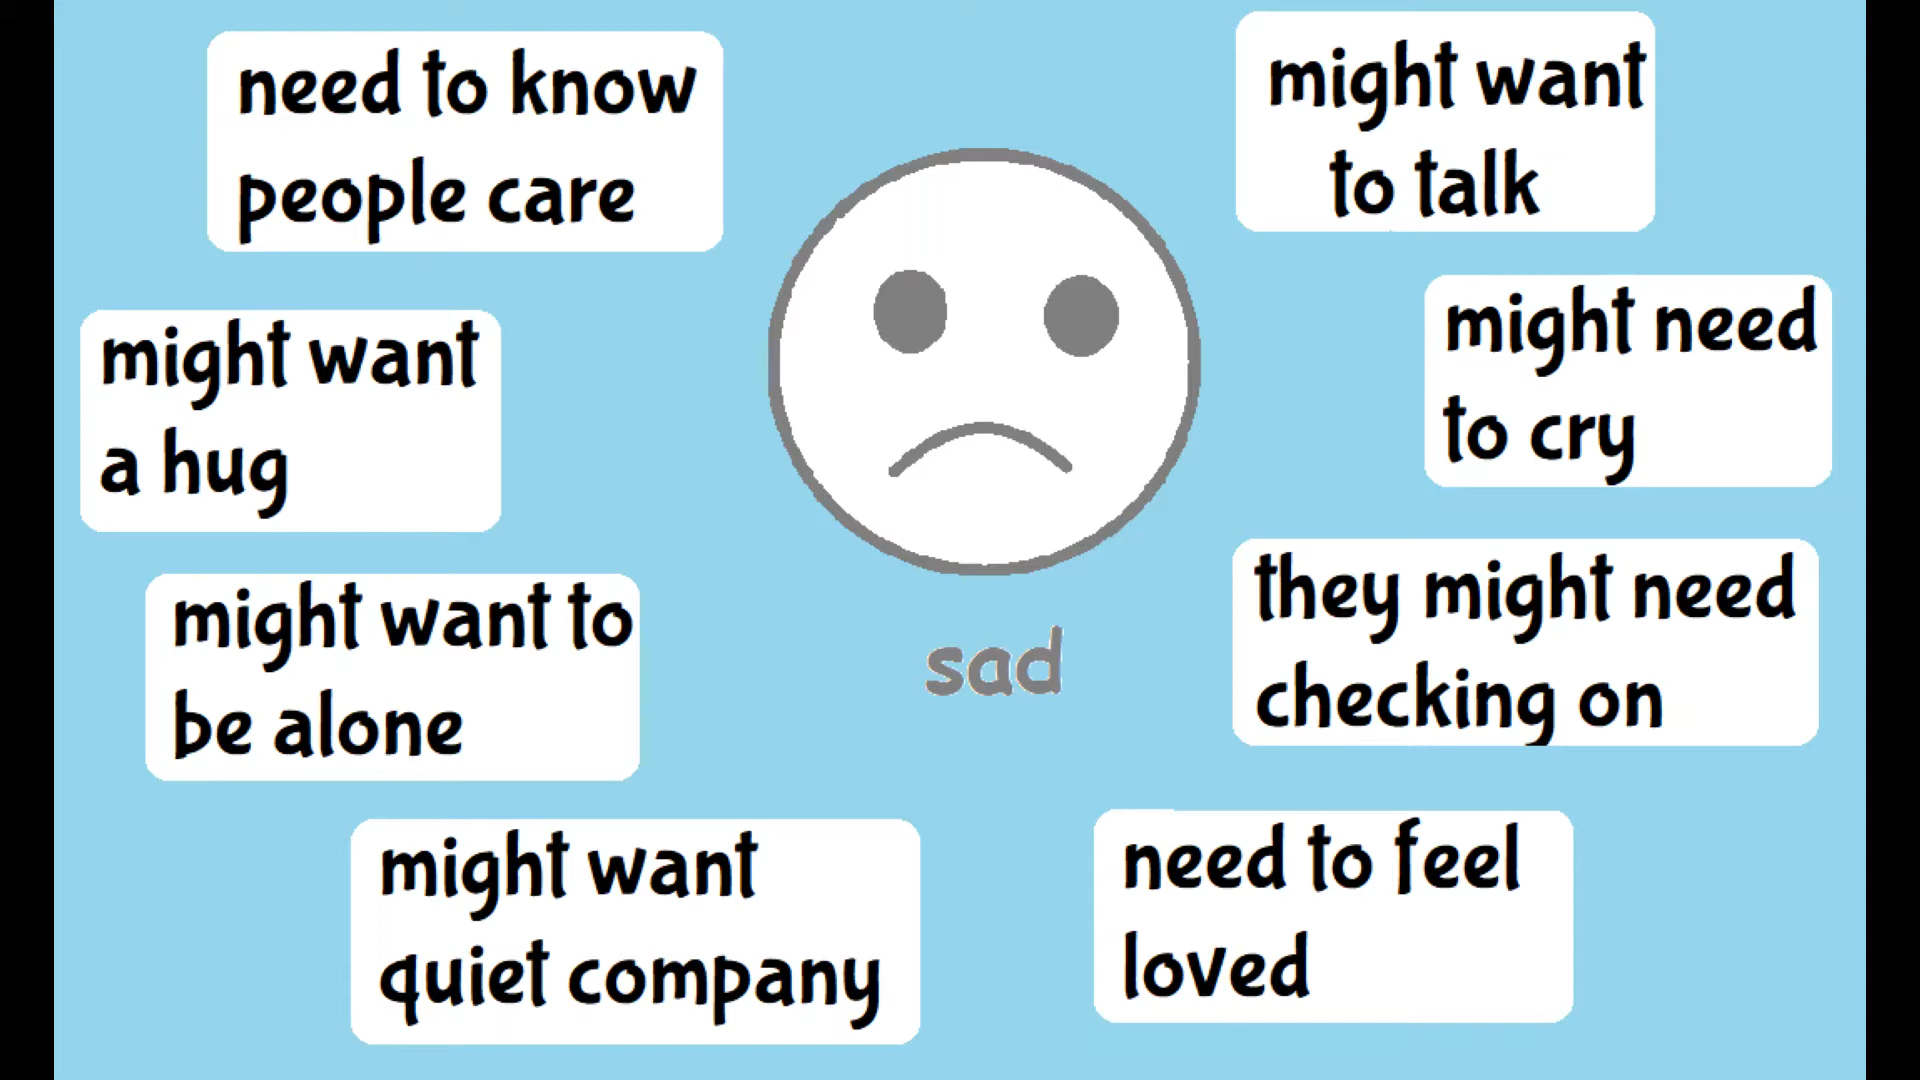 need to know
people care
might want
to talk
might want
a hug
might need
to cry
might want to
be alone
sad
they might need
checking on
might want
quiet company
need to feel
loved